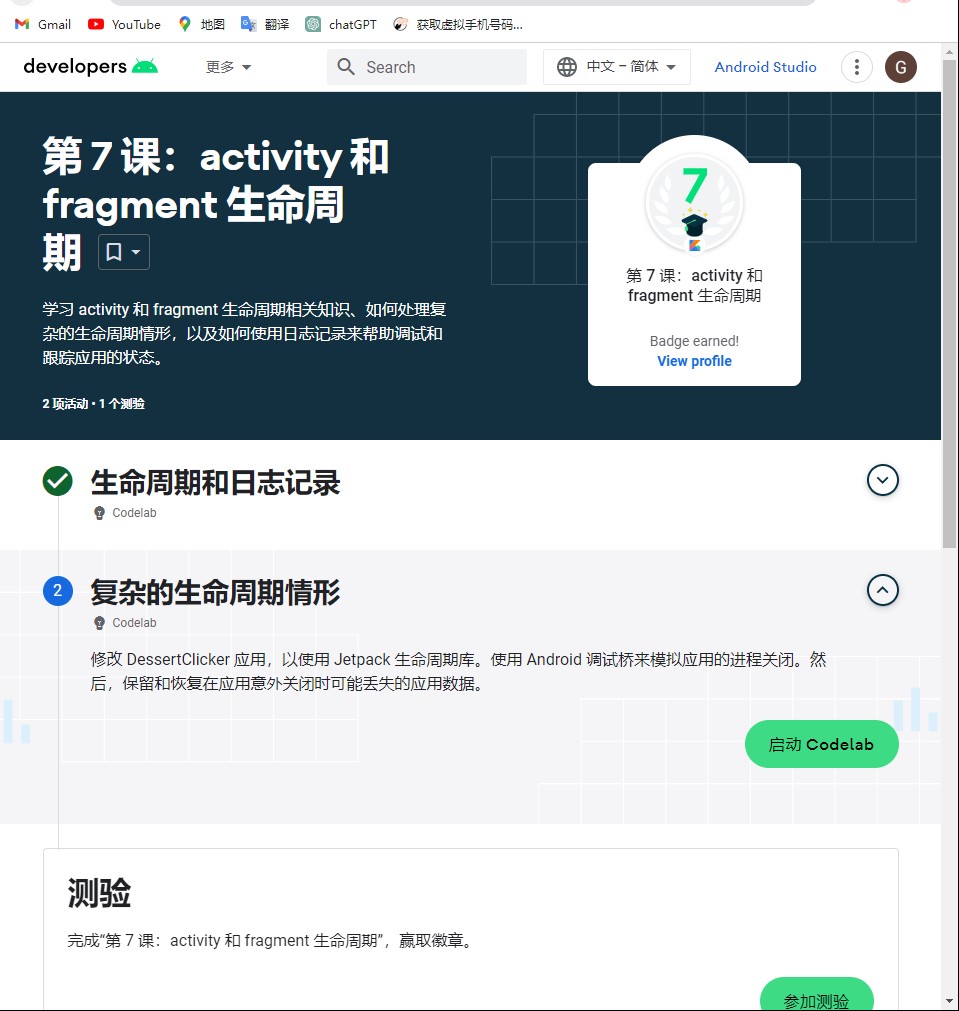 Gmail YouTube 地图 翻译 chatGPT 获取虚拟手机号码...
developers 更多 Search 中文 – 简体 Android Studio G
第 7 课：activity 和
fragment 生命周
期
学习 activity 和 fragment 生命周期相关知识、如何处理复
杂的生命周期情形，以及如何使用日志记录来帮助调试和
跟踪应用的状态。
2 项活动 • 1 个测验
7
第 7 课：activity 和
fragment 生命周期
Badge earned!
View profile
生命周期和日志记录
Codelab
2 复杂的生命周期情形
Codelab
修改 DessertClicker 应用，以使用 Jetpack 生命周期库。使用 Android 调试桥来模拟应用的进程关闭。然
后，保留和恢复在应用意外关闭时可能丢失的应用数据。
启动 Codelab
测验
完成“第 7 课：activity 和 fragment 生命周期”，赢取徽章。
参加测验